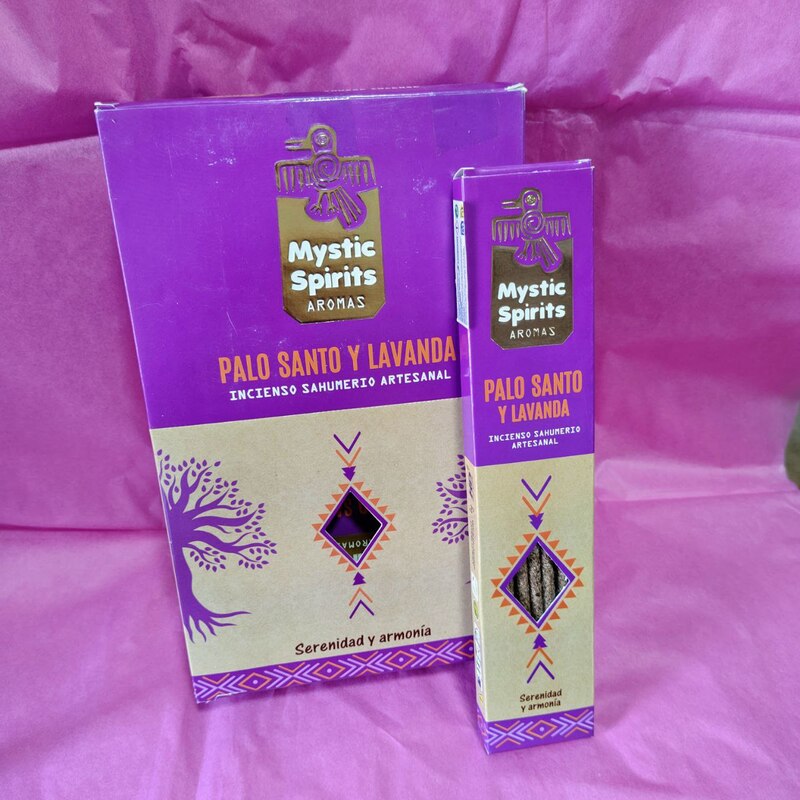 Mystic
Spirits
AROMAS
PALO SANTO Y LAVANDA
INCIENSO SAHUMERIO ARTESANAL
Serenidad y armonía
Mystic
Spirits
AROMAS
PALO SANTO
Y LAVANDA
INCIENSO SAHUMERIO
ARTESANAL
Serenidad
y armonía